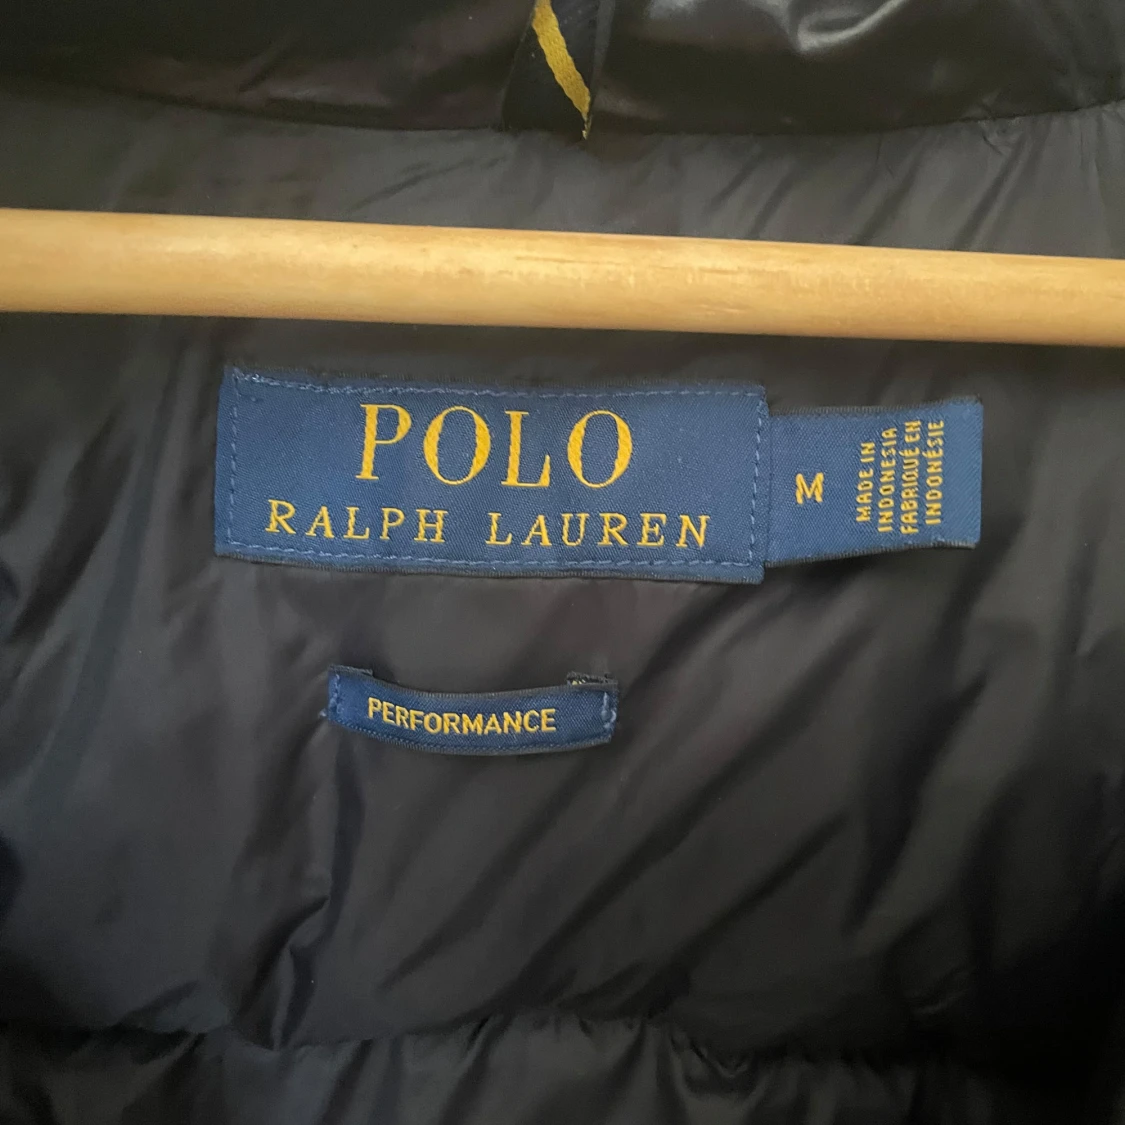 POLO
RALPH LAUREN
M
MADE IN
INDONESIA
FABRIQUÉ EN
INDONÉSIE
PERFORMANCE